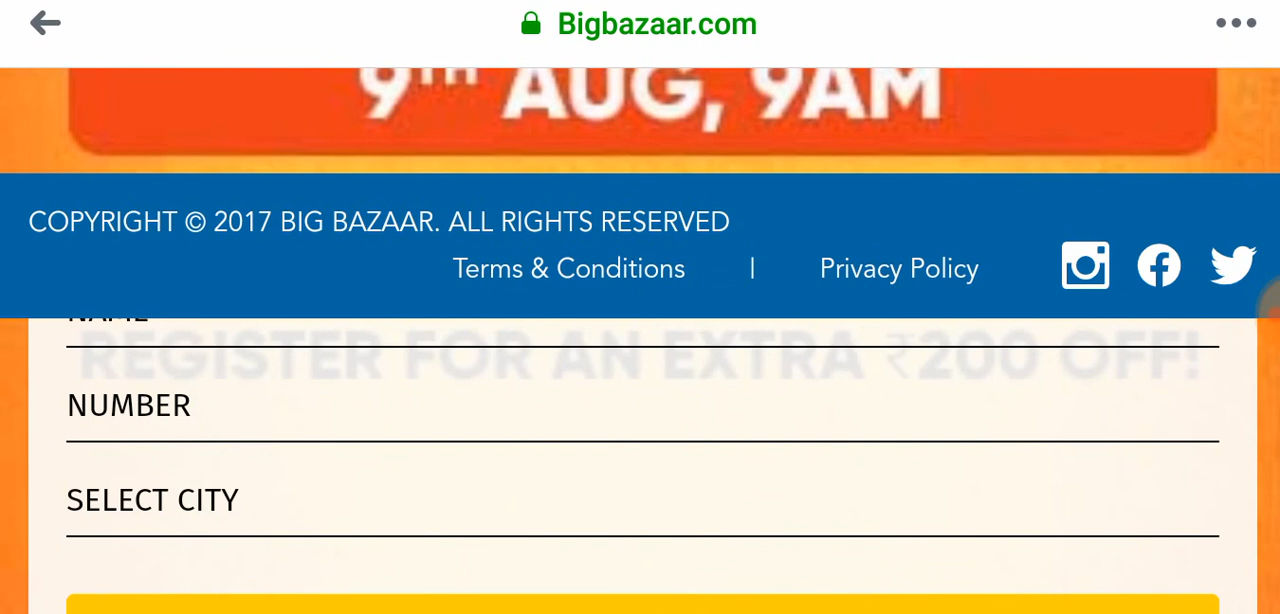 Bigbazaar.com
9TH AUG, 9AM
COPYRIGHT © 2017 BIG BAZAAR. ALL RIGHTS RESERVED
Terms & Conditions | Privacy Policy
NAME
REGISTER FOR AN EXTRA ₹200 OFF!
NUMBER
SELECT CITY